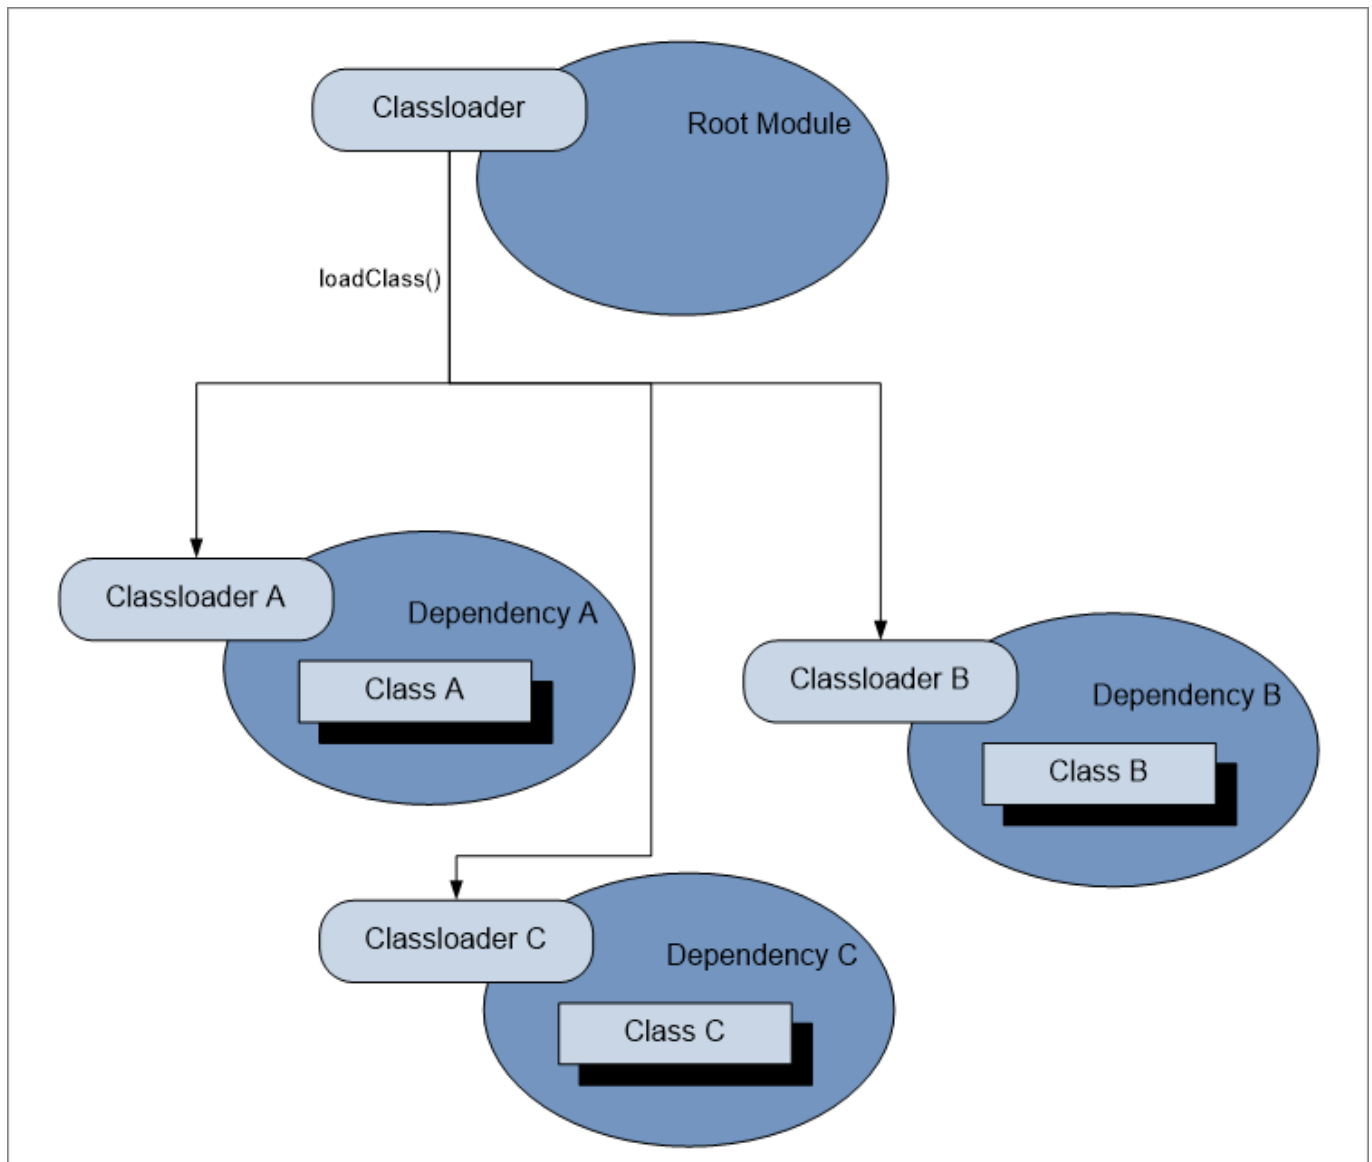 Classloader
Root Module
loadClass()
Classloader A
Dependency A
Class A
Classloader B
Dependency B
Class B
Classloader C
Dependency C
Class C